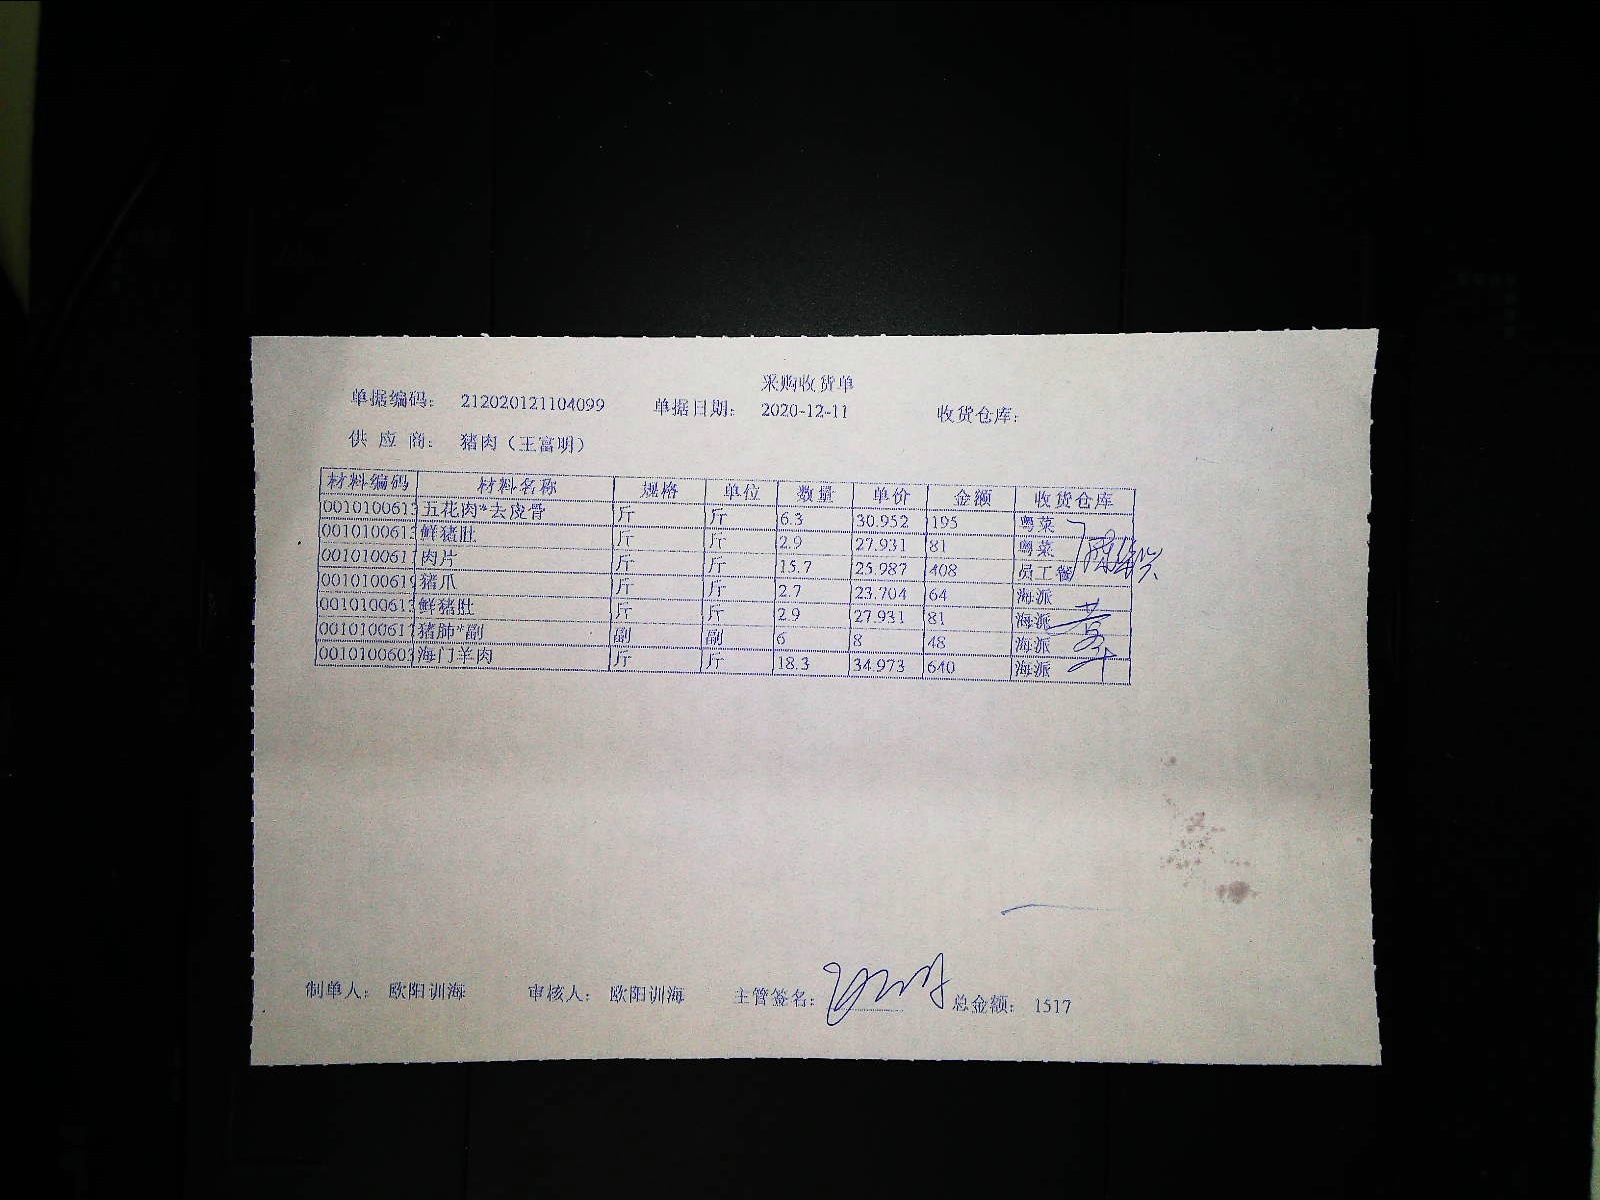 采购收货单
单据编码： 212020121104099 单据日期： 2020-12-11 收货仓库：
供 应 商： 猪肉（王富明）
材料编码 材料名称 规格 单位 数量 单价 金额 收货仓库
0010100613 五花肉*去皮骨 斤 斤 6.3 30.952 195 粤菜
0010100613 鲜猪肚 斤 斤 2.9 27.931 81 粤菜
0010100617 肉片 斤 斤 15.7 25.987 408 员工餐
0010100619 猪爪 斤 斤 2.7 23.704 64 海派
0010100613 鲜猪肚 斤 斤 2.9 27.931 81 海派
0010100617 猪肺*副 副 副 6 8 48 海派
0010100603 海门羊肉 斤 斤 18.3 34.973 640 海派
制单人： 欧阳训海 审核人： 欧阳训海 主管签名： 总金额： 1517